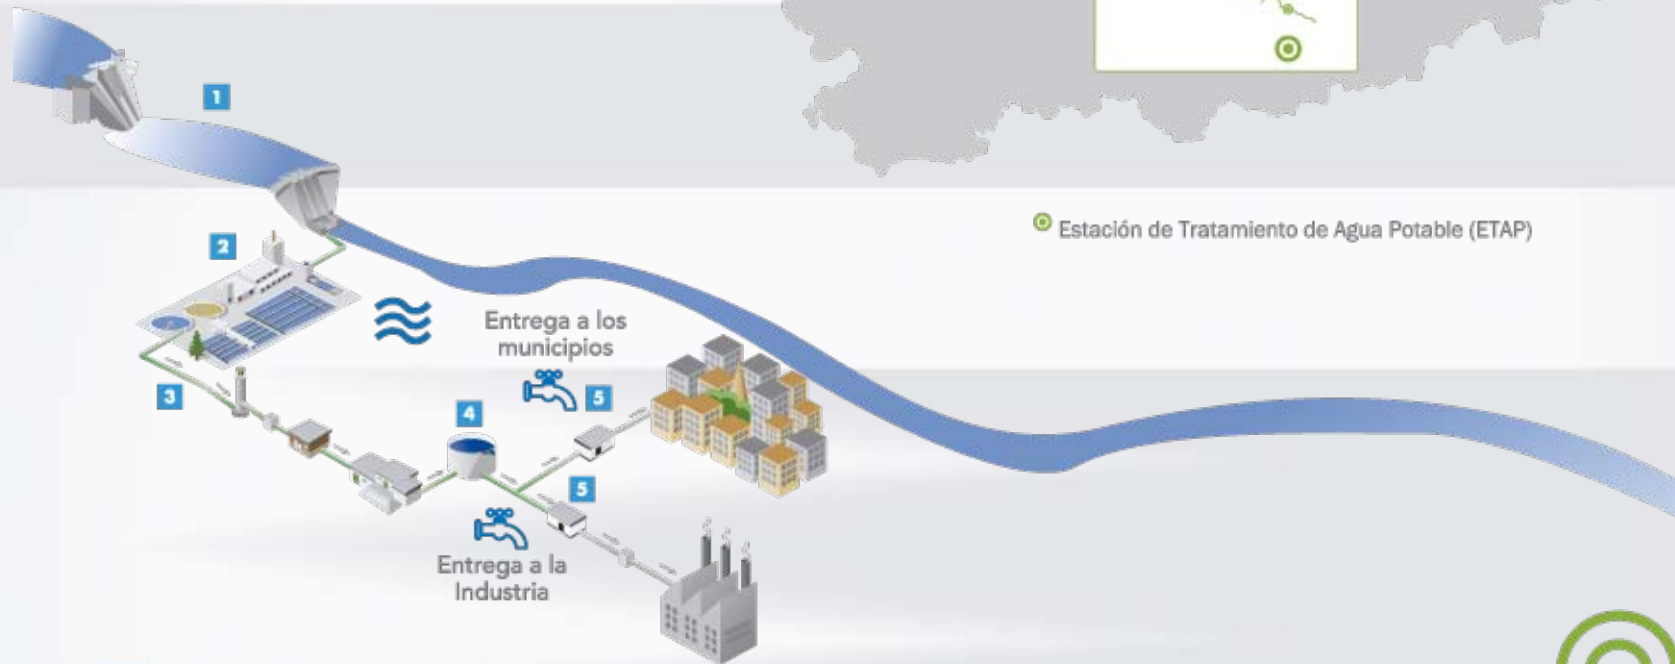 1
2
Estación de Tratamiento de Agua Potable (ETAP)
Entrega a los
municipios
3
4
5
5
Entrega a la
Industria